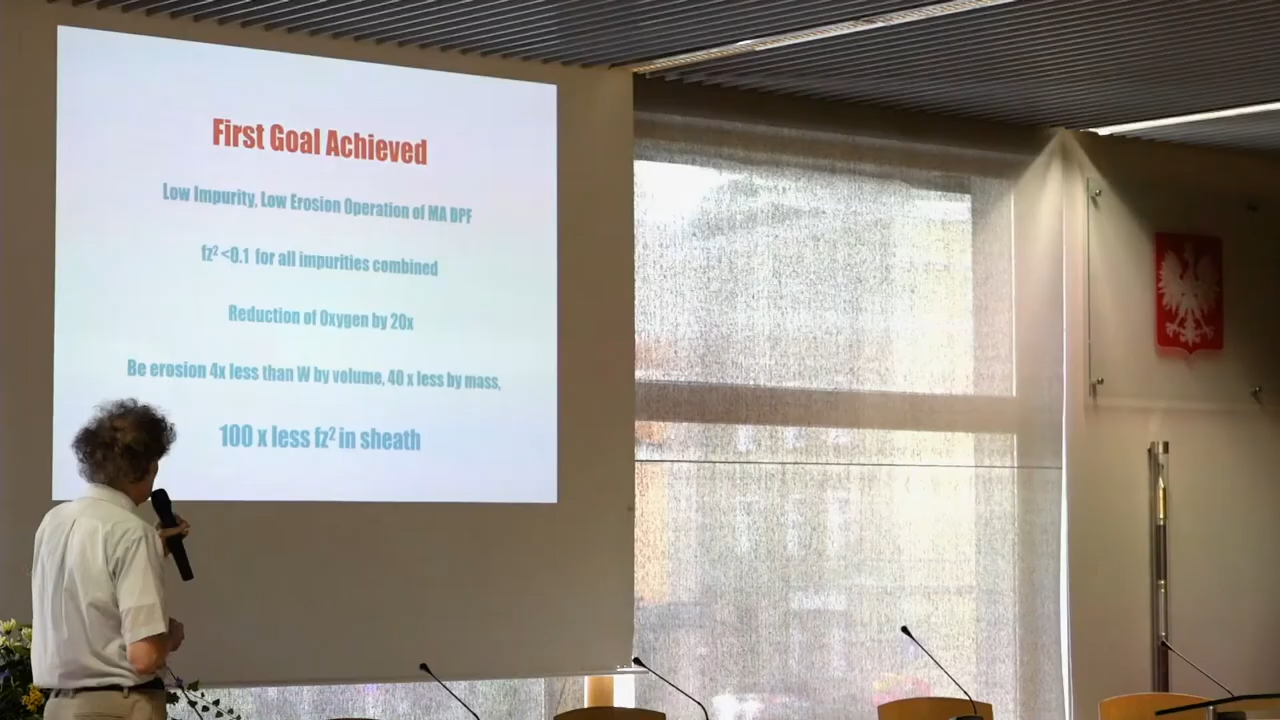 First Goal Achieved
Low Impurity, Low Erosion Operation of MA DPF
fz² <0.1 for all impurities combined
Reduction of Oxygen by 20x
Be erosion 4x less than W by volume, 40 x less by mass,
100 x less fz² in sheath